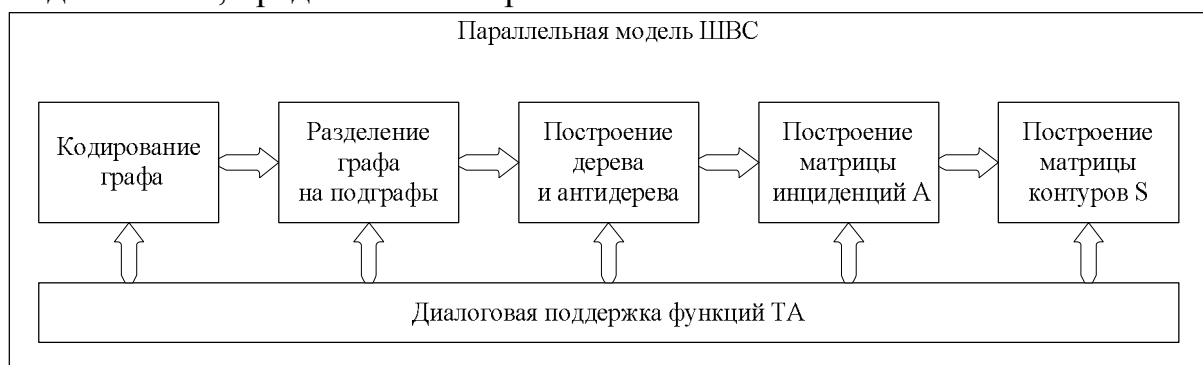 Параллельная модель ШВС
Кодирование
графа
Разделение
графа
на подграфы
Построение
дерева
и антидерева
Построение
матрицы
инциденций А
Построение
матрицы
контуров S
Диалоговая поддержка функций ТА